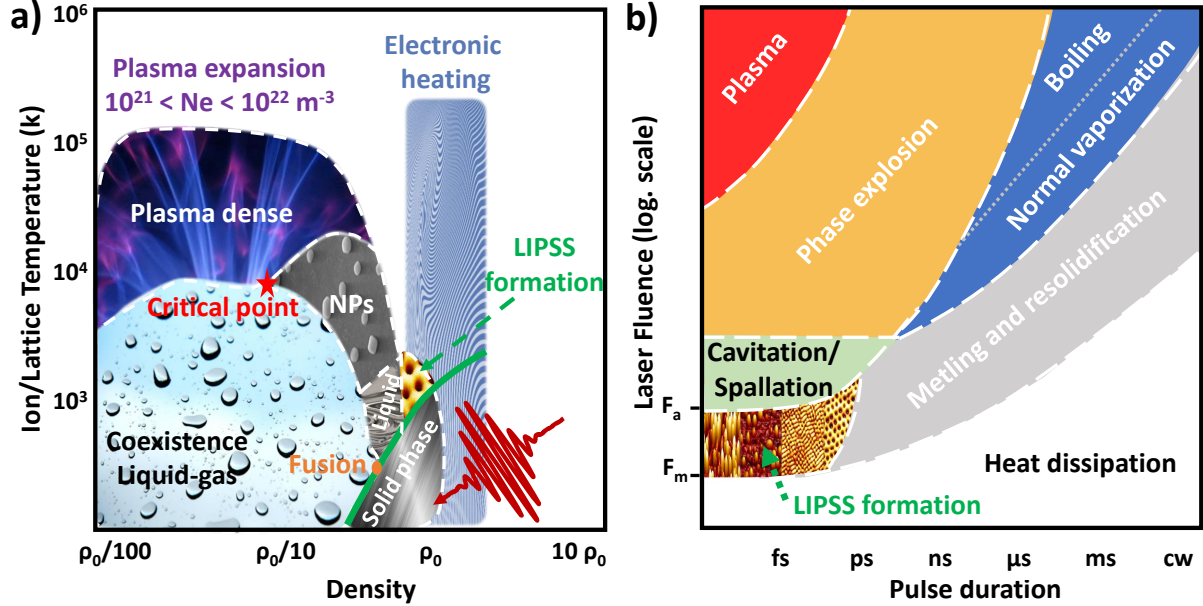 a)
10⁶
10⁵
10⁴
10³
Ion/Lattice Temperature (k)
Plasma expansion
10²¹ < Ne < 10²² m⁻³
Electronic
heating
Plasma dense
LIPSS
formation
Critical point
NPs
Liquid
Coexistence
Liquid-gas
Fusion
Solid phase
ρ₀/100
ρ₀/10
ρ₀
10 ρ₀
Density
b)
Laser Fluence (log. scale)
Plasma
Phase explosion
Boiling
Normal vaporization
Metling and resolidification
Cavitation/
Spallation
Fₐ
Fₘ
Heat dissipation
LIPSS formation
fs
ps
ns
µs
ms
cw
Pulse duration